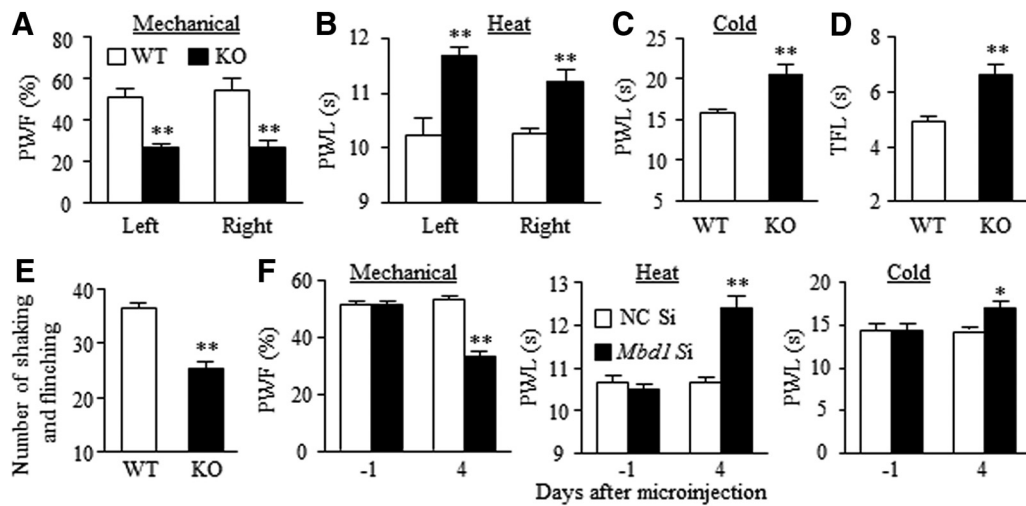 A
Mechanical
80
60
40
20
0
PWF (%)
WT
KO
**
**
Left
Right
B
Heat
12
11
10
9
PWL (s)
**
**
Left
Right
C
Cold
25
20
15
10
5
PWL (s)
**
WT
KO
D
8
6
4
2
TFL (s)
**
WT
KO
E
40
30
20
10
Number of shaking
and flinching
**
WT
KO
F
Mechanical
60
40
20
0
PWF (%)
**
-1
4
Heat
13
12
11
10
9
PWL (s)
NC Si
Mbd1 Si
**
-1
4
Days after microinjection
Cold
20
15
10
5
0
PWL (s)
*
-1
4